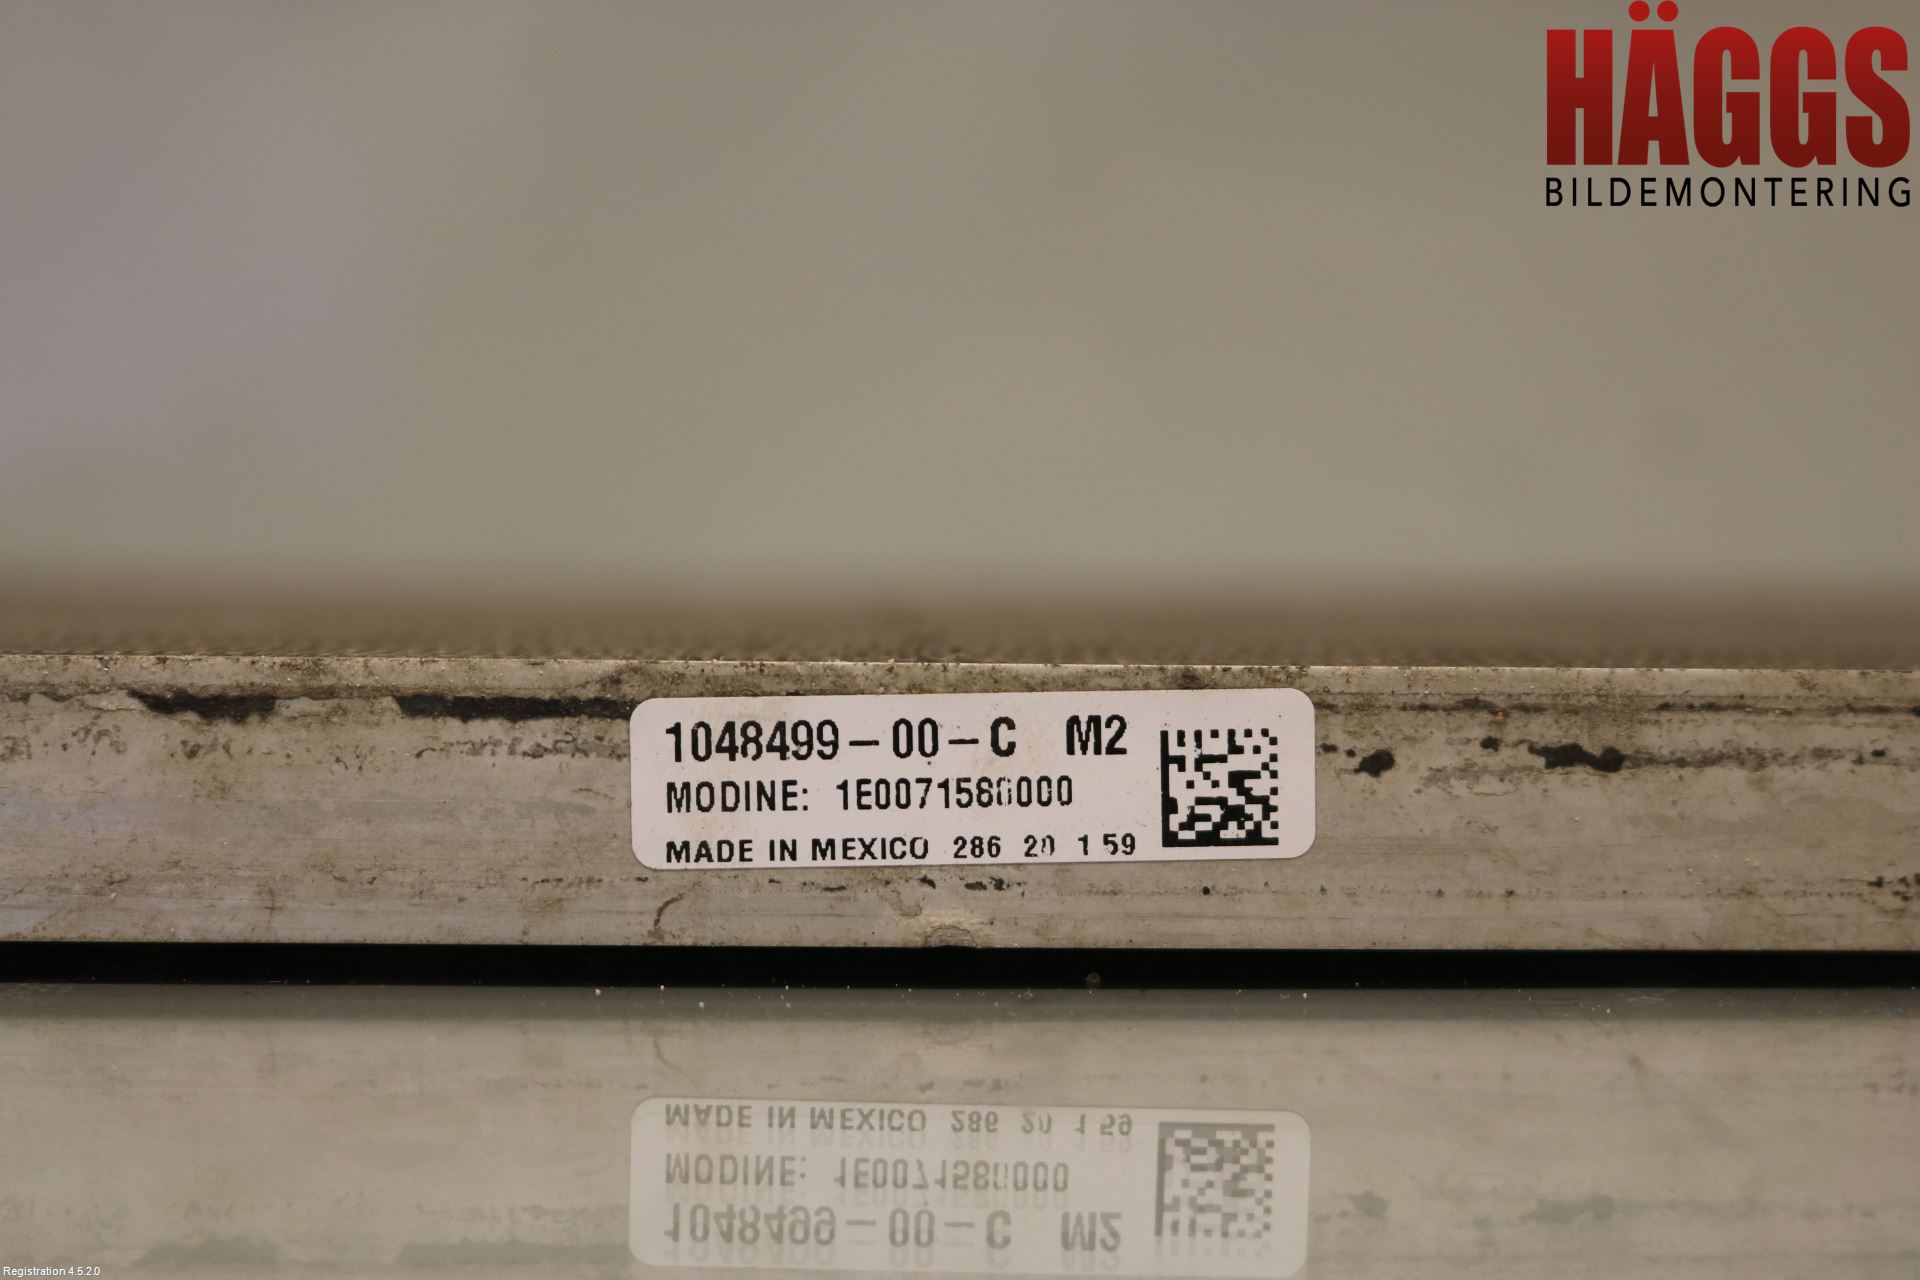 HÄGGS
BILDEMONTERING
1048499-00-C M2
MODINE: 1E0071580000
MADE IN MEXICO 286 20 1 59
Registration 4.5.2.0